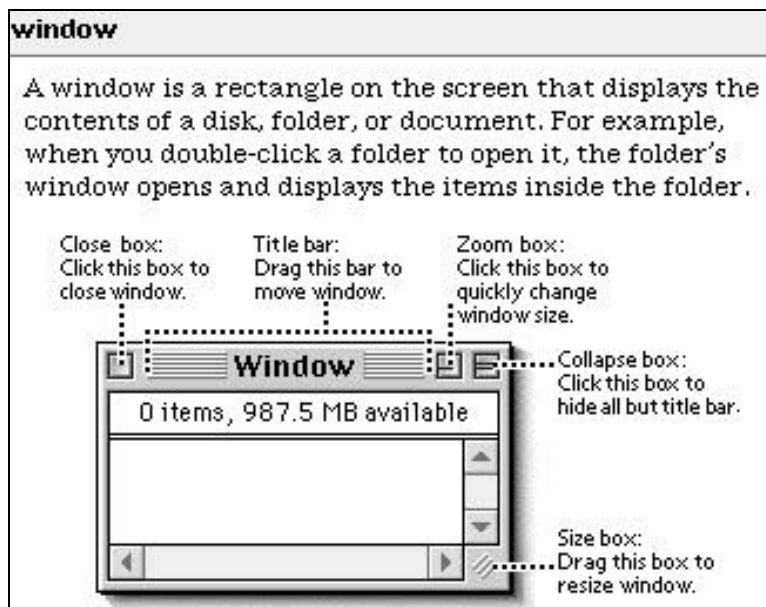 window
A window is a rectangle on the screen that displays the
contents of a disk, folder, or document. For example,
when you double-click a folder to open it, the folder's
window opens and displays the items inside the folder.
Close box:
Click this box to
close window.
Title bar:
Drag this bar to
move window.
Zoom box:
Click this box to
quickly change
window size.
Window
Collapse box:
Click this box to
hide all but title bar.
0 items, 987.5 MB available
Size box:
Drag this box to
resize window.